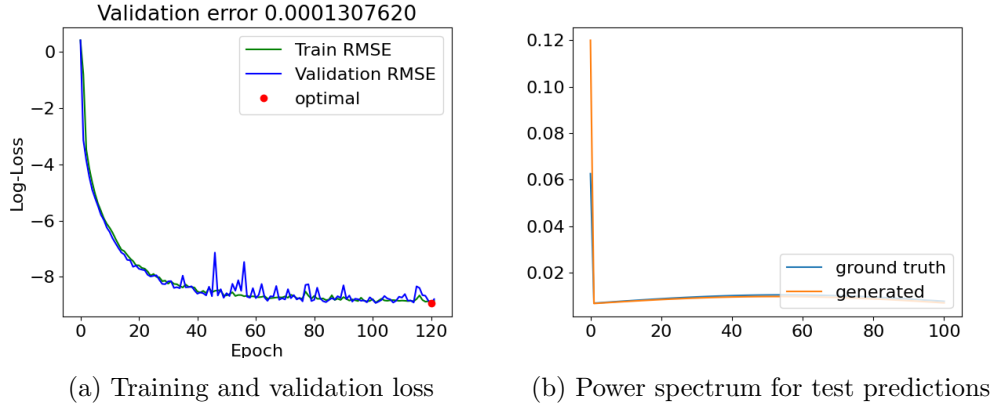 Validation error 0.0001307620
Train RMSE
Validation RMSE
optimal
Log-Loss
0
−2
−4
−6
−8
0 20 40 60 80 100 120
Epoch
(a) Training and validation loss
0.12
0.10
0.08
0.06
0.04
0.02
ground truth
generated
0 20 40 60 80 100
(b) Power spectrum for test predictions